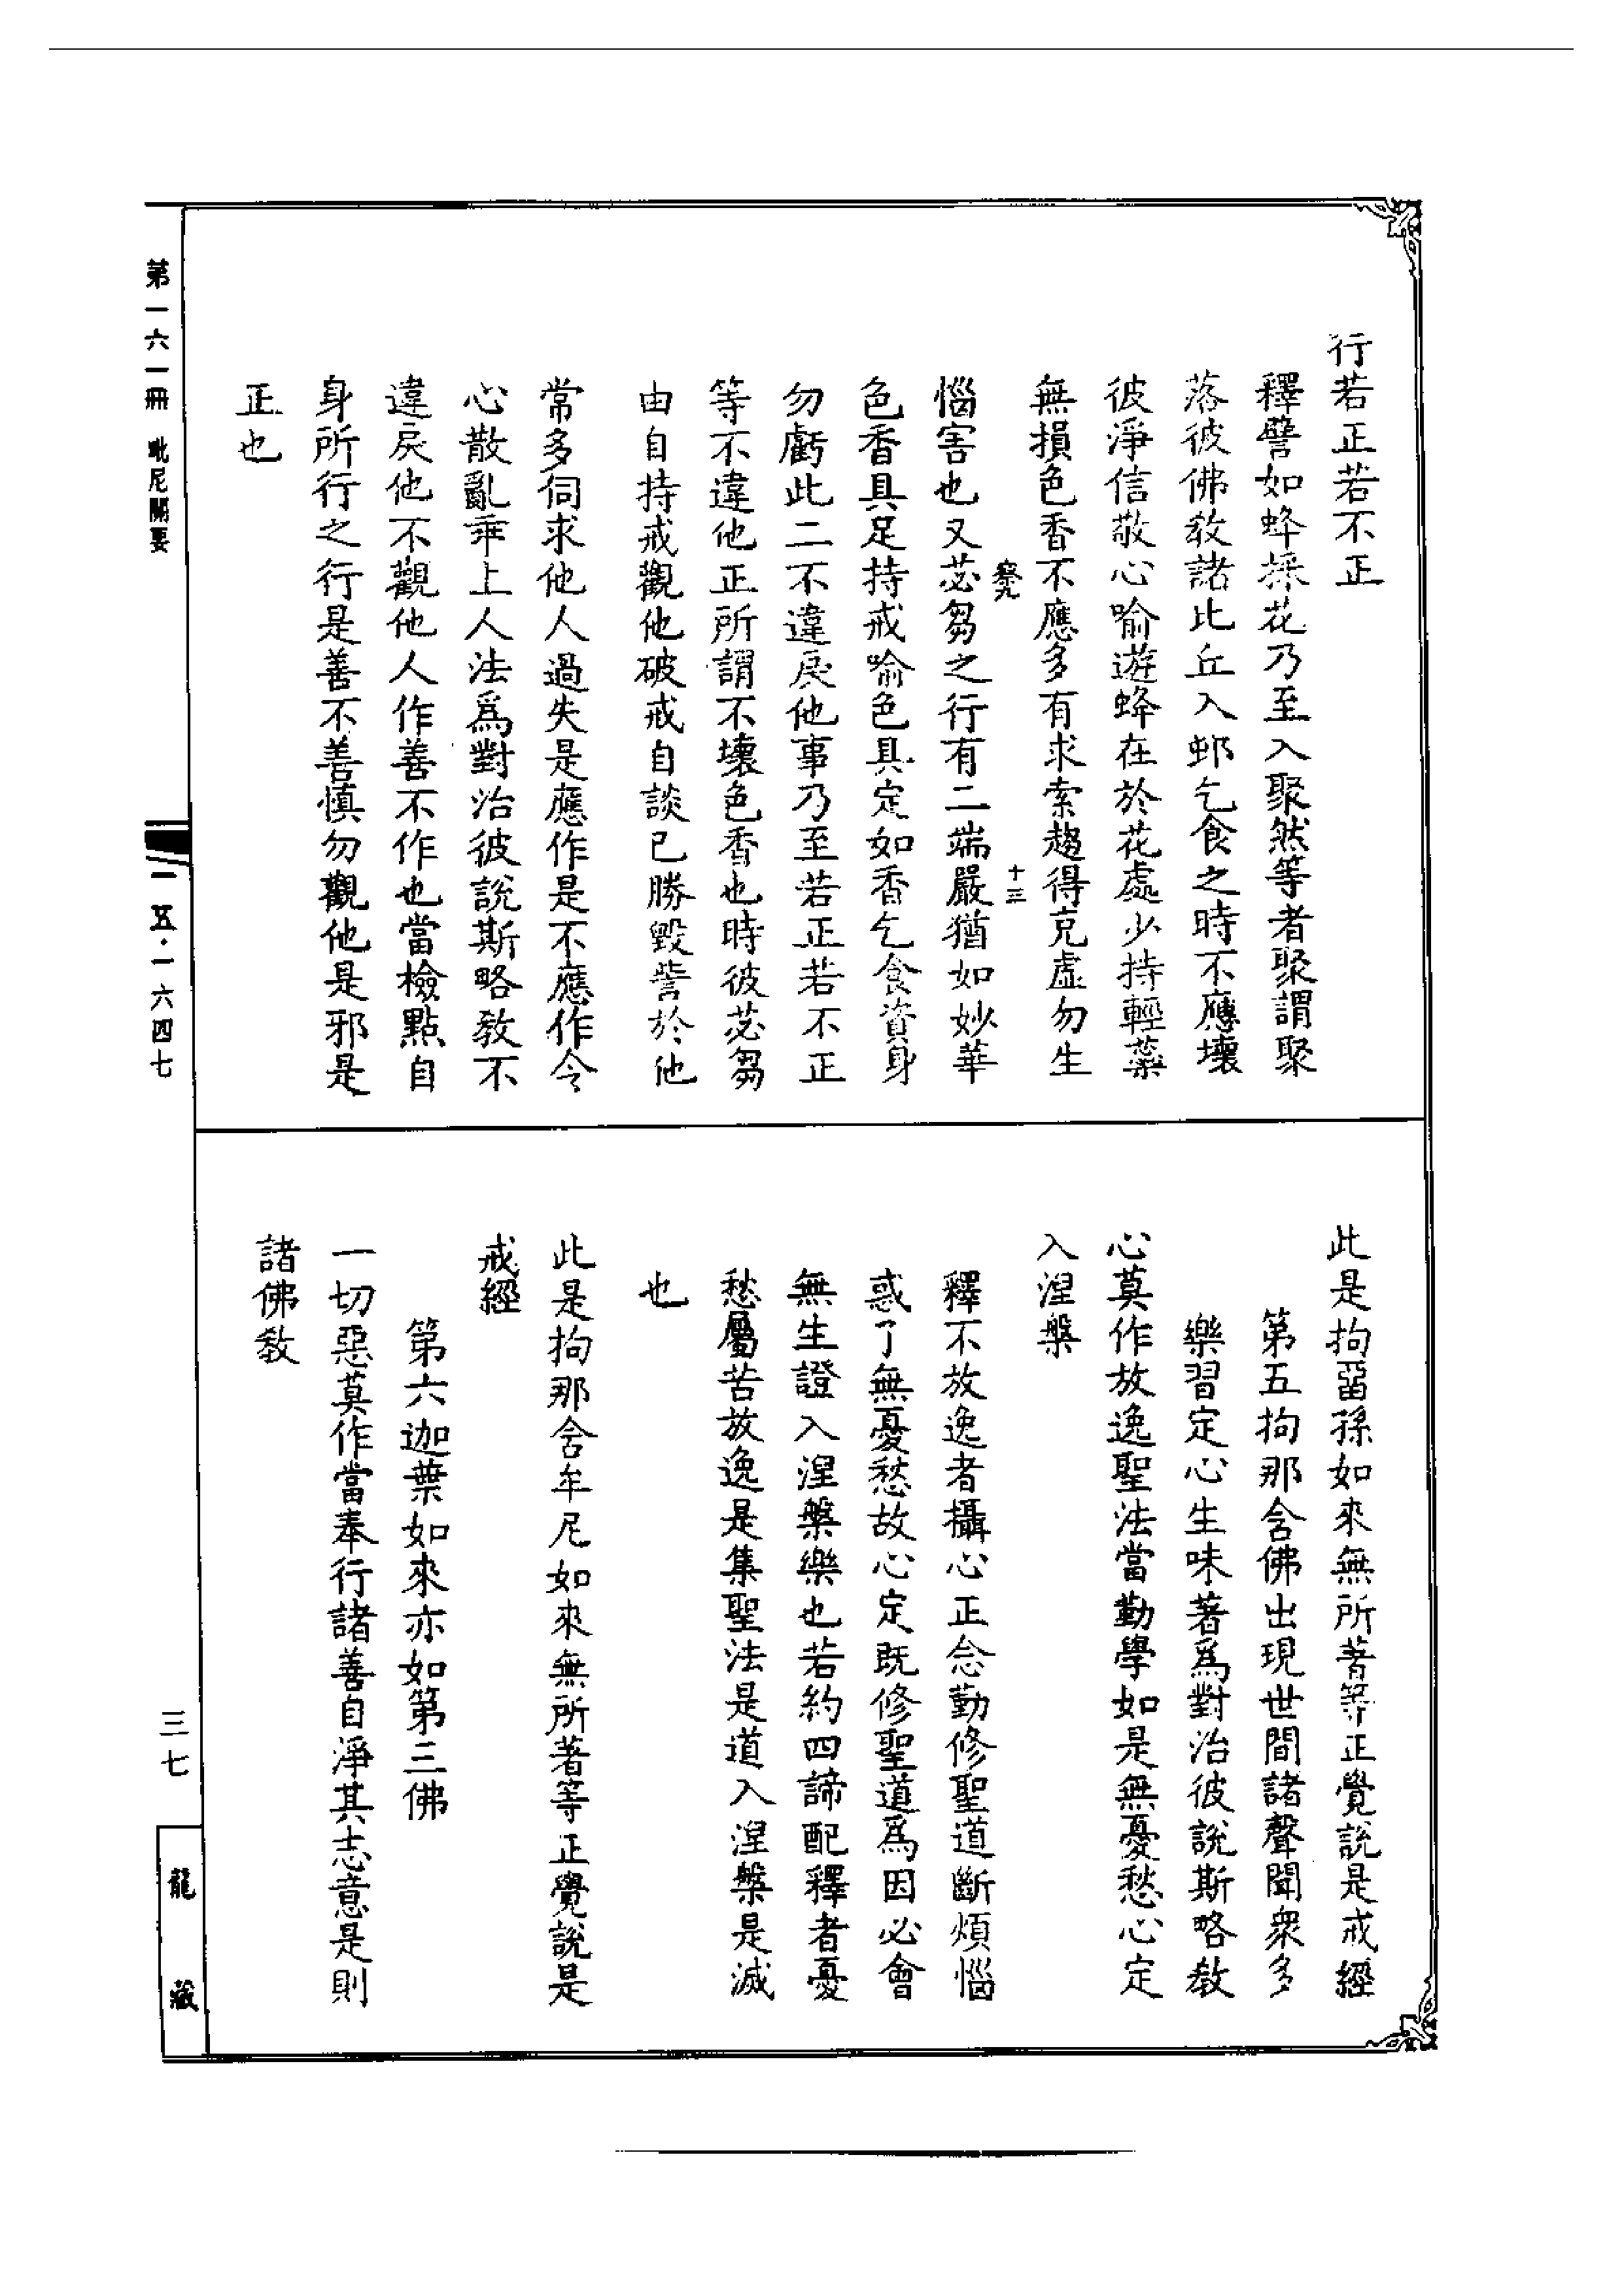 行若正若不正
釋譬如蜂採花乃至入聚然等者聚謂聚
落彼佛敎諸比丘入邨乞食之時不應壞
彼淨信敬心喻遊蜂在於花處少持輕蘂
無損色香不應多有求索趨得克虛勿生
惱害也又苾芻之行有二端嚴猶如妙華
色香具足持戒喻色具定如香乞食資身
勿虧此二不違戾他事乃至若正若不正
等不違他正所謂不壞色香也時彼苾芻
由自持戒觀他破戒自談已勝毀訾於他
常多伺求他人過失是應作是不應作令
心散亂乖上人法爲對治彼說斯略敎不
違戾他不觀他人作善不作也當檢點自
身所行之行是善不善慎勿觀他是邪是
正也
十三
此是拘留孫如來無所著等正覺說是戒經
第五拘那含佛出現世間諸聲聞衆多
樂習定心生味著爲對治彼說斯略敎
心莫作放逸聖法當勤學如是無憂愁心定
入涅槃
釋不放逸者攝心正念勤修聖道斷煩惱
惑了無憂愁故心定既修聖道爲因必會
無生證入涅槃樂也若約四諦配釋者憂
愁屬苦放逸是集聖法是道入涅槃是滅
也
此是拘那含牟尼如來無所著等正覺說是
戒經
第六迦葉如來亦如第三佛
一切惡莫作當奉行諸善自淨其志意是則
諸佛敎
第一六一冊 毗尼關要
一五·一六四七
三七
龍藏